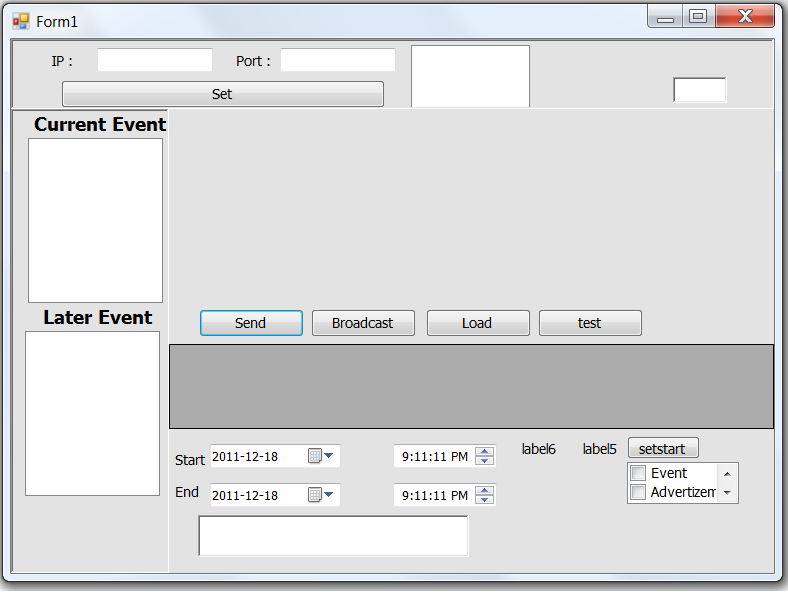 Form1
IP :
Port :
Set
Current Event
Later Event
Send
Broadcast
Load
test
Start
2011-12-18
9:11:11 PM
label6
label5
setstart
Event
Advertizem
End
2011-12-18
9:11:11 PM